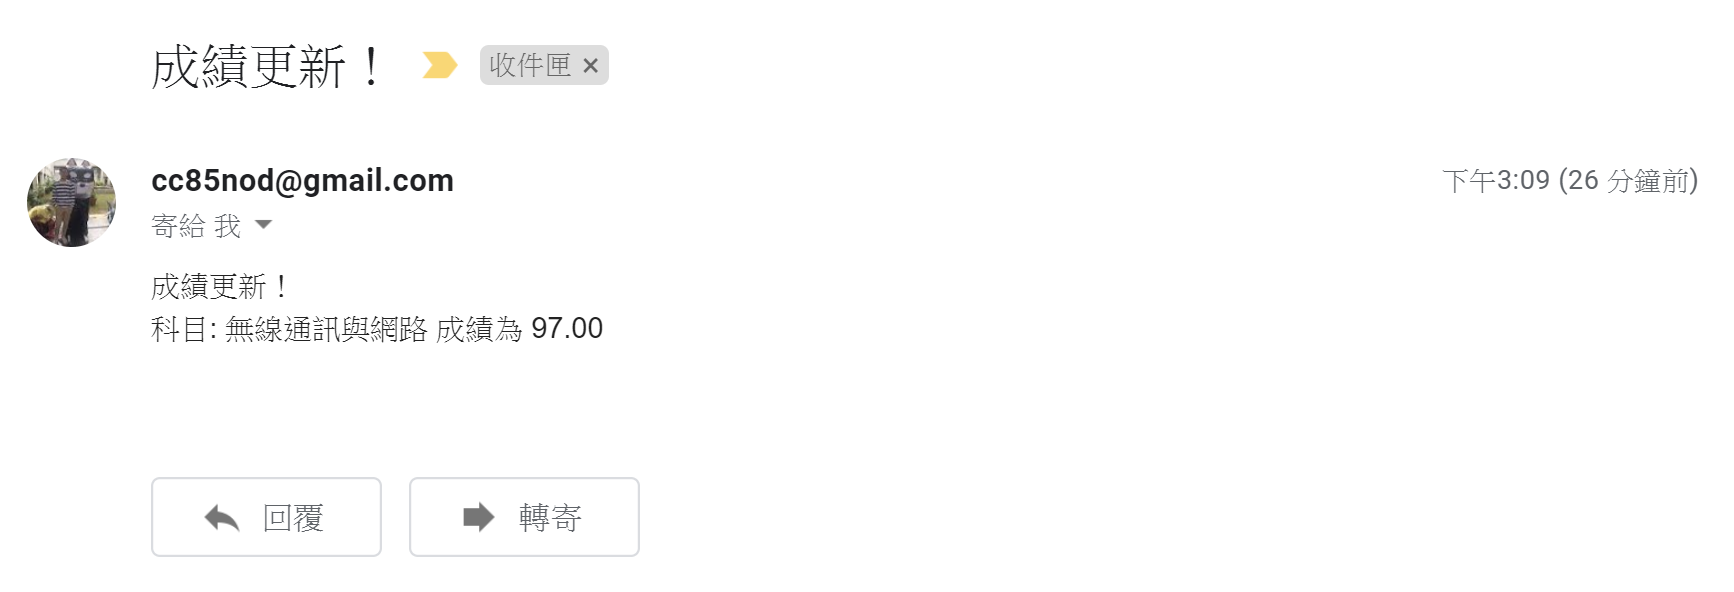 成績更新！
收件匣 ×
cc85nod@gmail.com
下午3:09 (26 分鐘前)
寄給 我
成績更新！
科目: 無線通訊與網路 成績為 97.00
回覆
轉寄